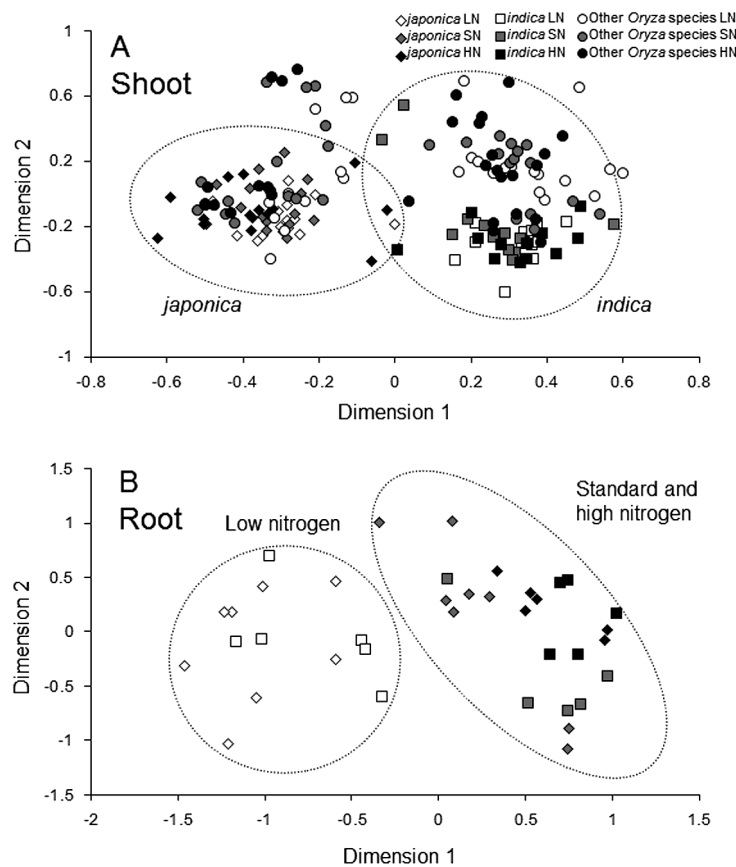 japonica LN indica LN Other Oryza species LN
japonica SN indica SN Other Oryza species SN
japonica HN indica HN Other Oryza species HN
A
Shoot
1
0.6
0.2
-0.2
-0.6
-1
Dimension 2
japonica
indica
-0.8 -0.6 -0.4 -0.2 0 0.2 0.4 0.6 0.8
Dimension 1
B
Root
Low nitrogen
Standard and
high nitrogen
1.5
1
0.5
0
-0.5
-1
-1.5
Dimension 2
-2 -1.5 -1 -0.5 0 0.5 1 1.5
Dimension 1